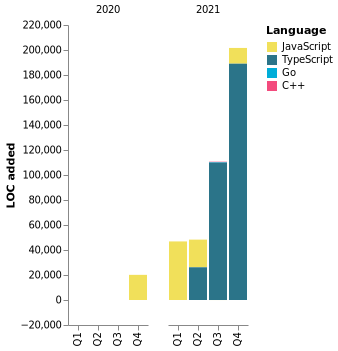 2020
2021
LOC added
220,000
200,000
180,000
160,000
140,000
120,000
100,000
80,000
60,000
40,000
20,000
0
−20,000
Q1
Q2
Q3
Q4
Q1
Q2
Q3
Q4
Language
JavaScript
TypeScript
Go
C++